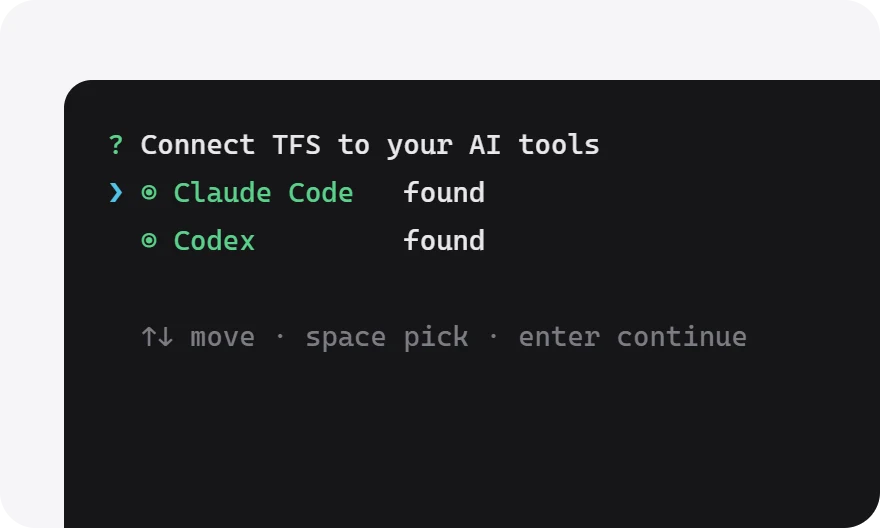 ? Connect TFS to your AI tools
❯ ◉ Claude Code found
◉ Codex found
↑↓ move · space pick · enter continue